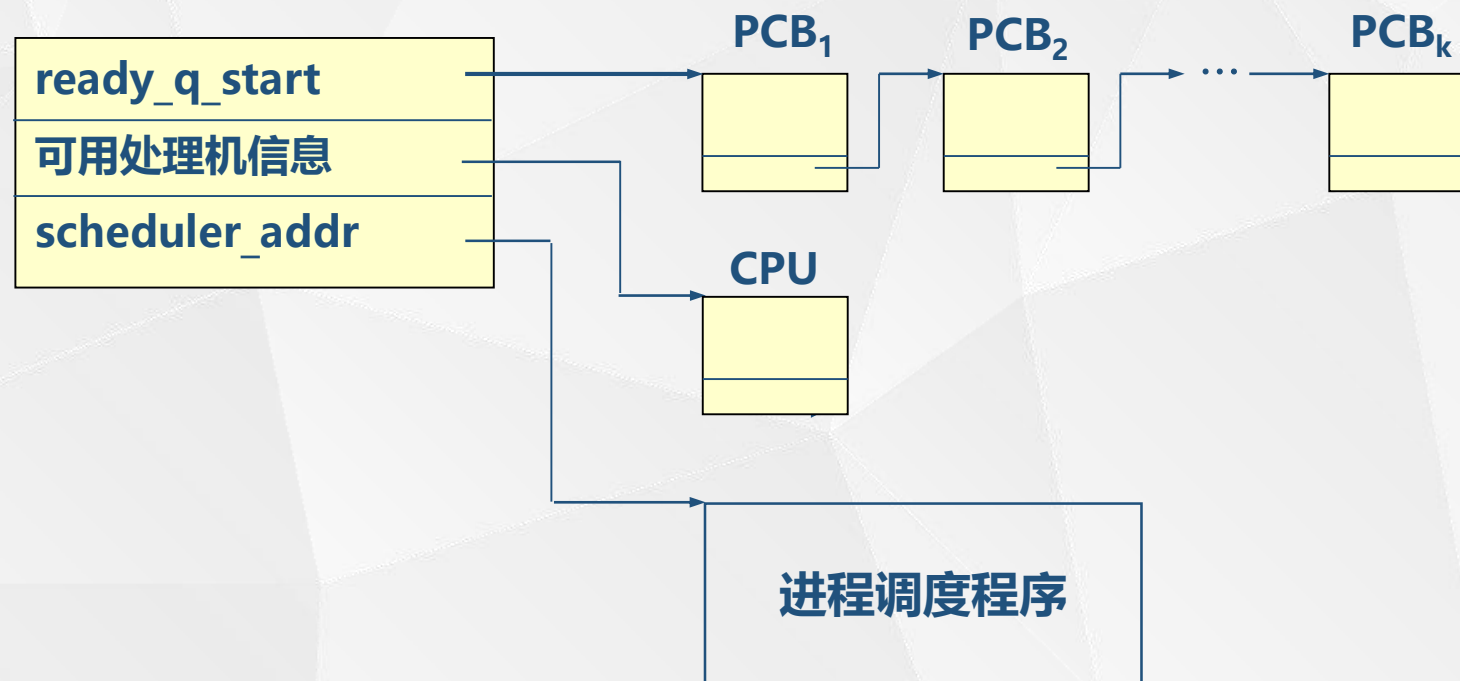 PCB₁
PCB₂
PCBₖ
ready_q_start
...
可用处理机信息
scheduler_addr
CPU
进程调度程序